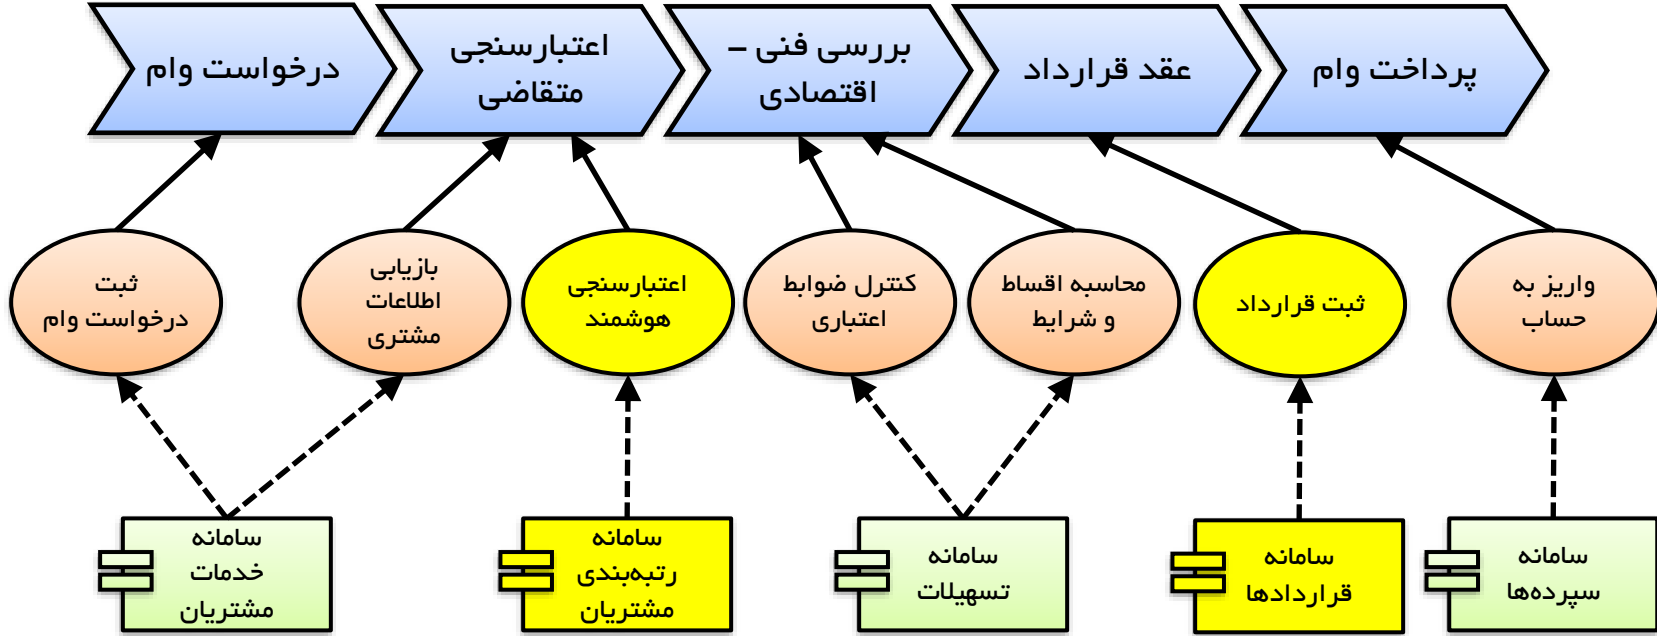 درخواست وام
اعتبارسنجی
متقاضی
بررسی فنی –
اقتصادی
عقد قرارداد
پرداخت وام
ثبت
درخواست وام
بازیابی
اطلاعات
مشتری
اعتبارسنجی
هوشمند
کنترل ضوابط
اعتباری
محاسبه اقساط
و شرایط
ثبت قرارداد
واریز به
حساب
سامانه
خدمات
مشتریان
سامانه
رتبه‌بندی
مشتریان
سامانه
تسهیلات
سامانه
قراردادها
سامانه
سپرده‌ها